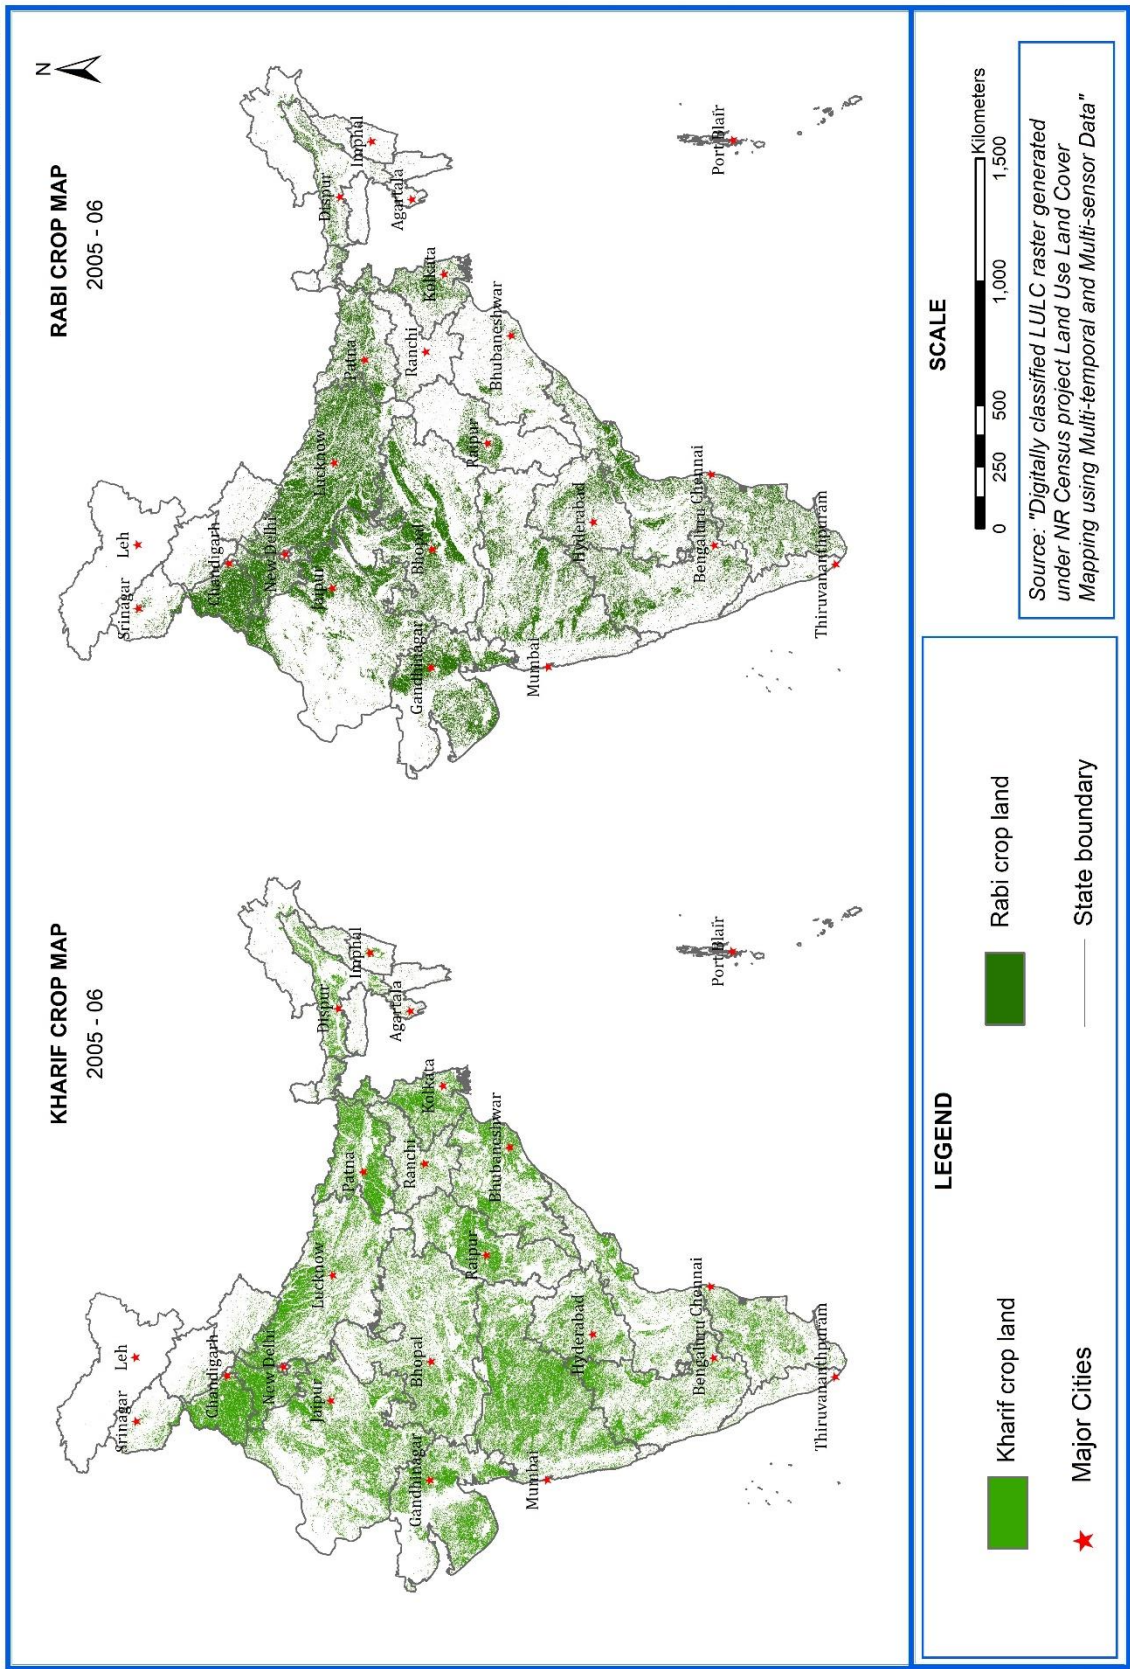 KHARIF CROP MAP
2005 - 06
Srinagar
Leh
Chandigarh
New Delhi
Jaipur
Lucknow
Patna
Dispur
Imphal
Agartala
Gandhinagar
Bhopal
Ranchi
Kolkata
Raipur
Bhubaneshwar
Mumbai
Hyderabad
Bengaluru
Chennai
Port Blair
Thiruvananthpuram
RABI CROP MAP
2005 - 06
N
Srinagar
Leh
Chandigarh
New Delhi
Jaipur
Lucknow
Patna
Dispur
Imphal
Agartala
Gandhinagar
Bhopal
Ranchi
Kolkata
Raipur
Bhubaneshwar
Mumbai
Hyderabad
Bengaluru
Chennai
Port Blair
Thiruvananthpuram
LEGEND
Kharif crop land
Rabi crop land
Major Cities
State boundary
SCALE
0 250 500 1,000 1,500
Kilometers
Source: "Digitally classified LULC raster generated
under NR Census project Land Use Land Cover
Mapping using Multi-temporal and Multi-sensor Data"